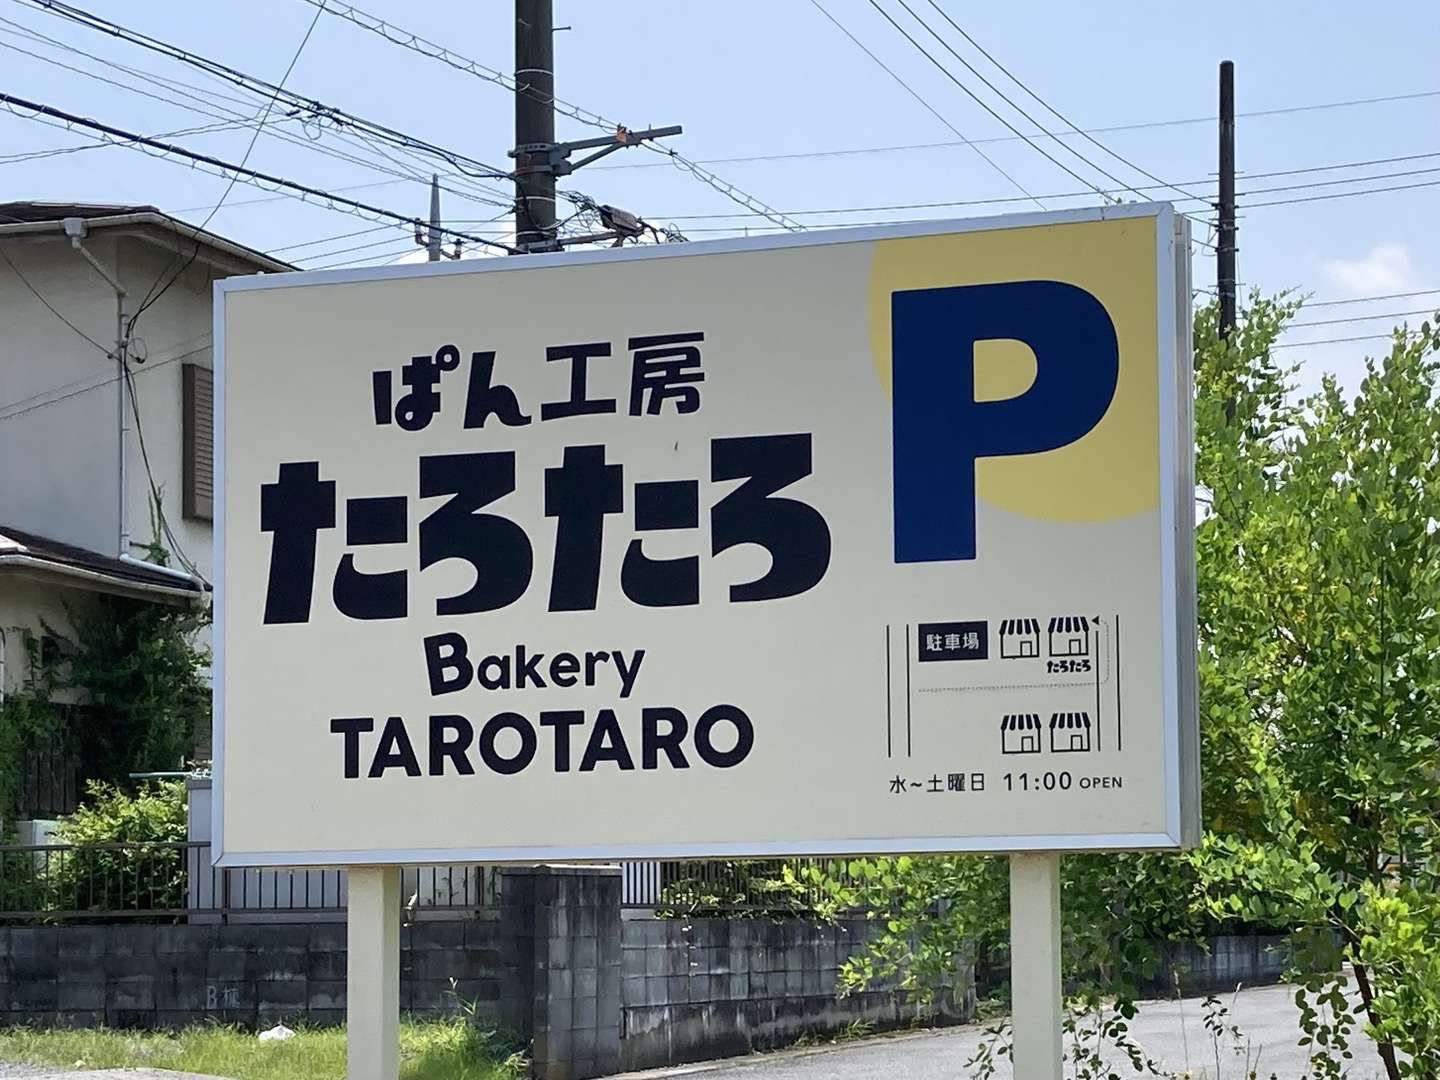 ぱん工房
たろたろ
Bakery
TAROTARO
P
駐車場
たろたろ
水~土曜日 11:00 OPEN